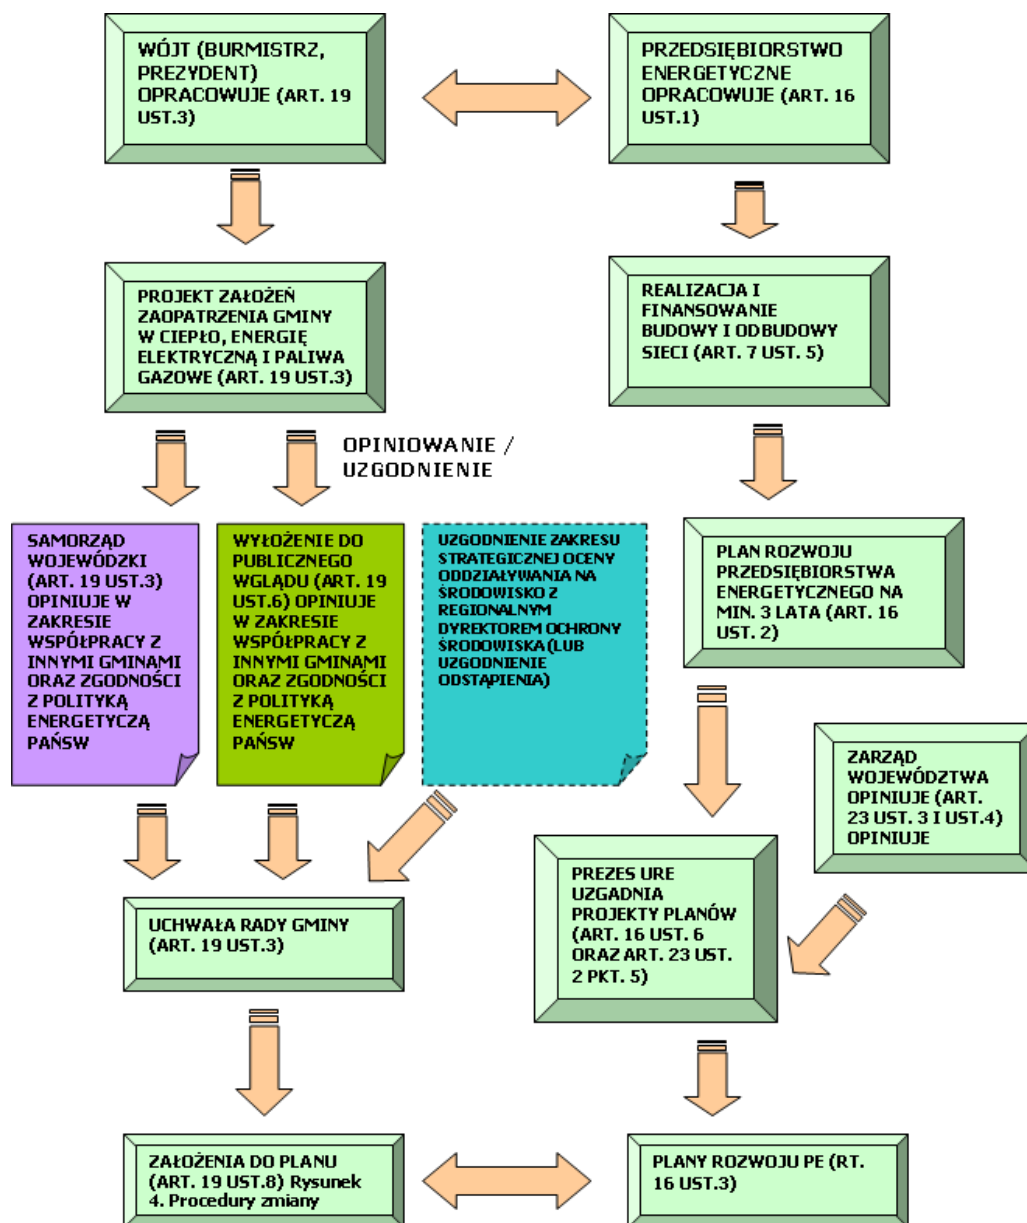 WÓJT (BURMISTRZ,
PREZYDENT)
OPRACOWUJE (ART. 19
UST.3)
PRZEDSIĘBIORSTWO
ENERGETYCZNE
OPRACOWUJE (ART. 16
UST.1)
PROJEKT ZAŁOŻEŃ
ZAOPATRZENIA GMINY
W CIEPŁO, ENERGIĘ
ELEKTRYCZNĄ I PALIWA
GAZOWE (ART. 19 UST.3)
REALIZACJA I
FINANSOWANIE
BUDOWY I ODBUDOWY
SIECI (ART. 7 UST. 5)
OPINIOWANIE /
UZGODNIENIE
SAMORZĄD
WOJEWÓDZKI
(ART. 19 UST.3)
OPINIUJE W
ZAKRESIE
WSPÓŁPRACY Z
INNYMI GMINAMI
ORAZ ZGODNOŚCI
Z POLITYKĄ
ENERGETYCZĄ
PAŃSW
WYŁOŻENIE DO
PUBLICZNEGO
WGLĄDU (ART. 19
UST.6) OPINIUJE
W ZAKRESIE
WSPÓŁPRACY Z
INNYMI GMINAMI
ORAZ ZGODNOŚCI
Z POLITYKĄ
ENERGETYCZĄ
PAŃSW
UZGODNIENIE ZAKRESU
STRATEGICZNEJ OCENY
ODDZIAŁYWANIA NA
ŚRODOWISKO Z
REGIONALNYM
DYREKTOREM OCHRONY
ŚRODOWISKA (LUB
UZGODNIENIE
ODSTĄPIENIA)
PLAN ROZWOJU
PRZEDSIĘBIORSTWA
ENERGETYCZNEGO NA
MIN. 3 LATA (ART. 16
UST. 2)
ZARZĄD
WOJEWÓDZTWA
OPINIUJE (ART.
23 UST. 3 I UST.4)
OPINIUJE
PREZES URE
UZGADNIA
PROJEKTY PLANÓW
(ART. 16 UST. 6
ORAZ ART. 23 UST.
2 PKT. 5)
UCHWAŁA RADY GMINY
(ART. 19 UST.3)
ZAŁOŻENIA DO PLANU
(ART. 19 UST.8) Rysunek
4. Procedury zmiany
PLANY ROZWOJU PE (RT.
16 UST.3)